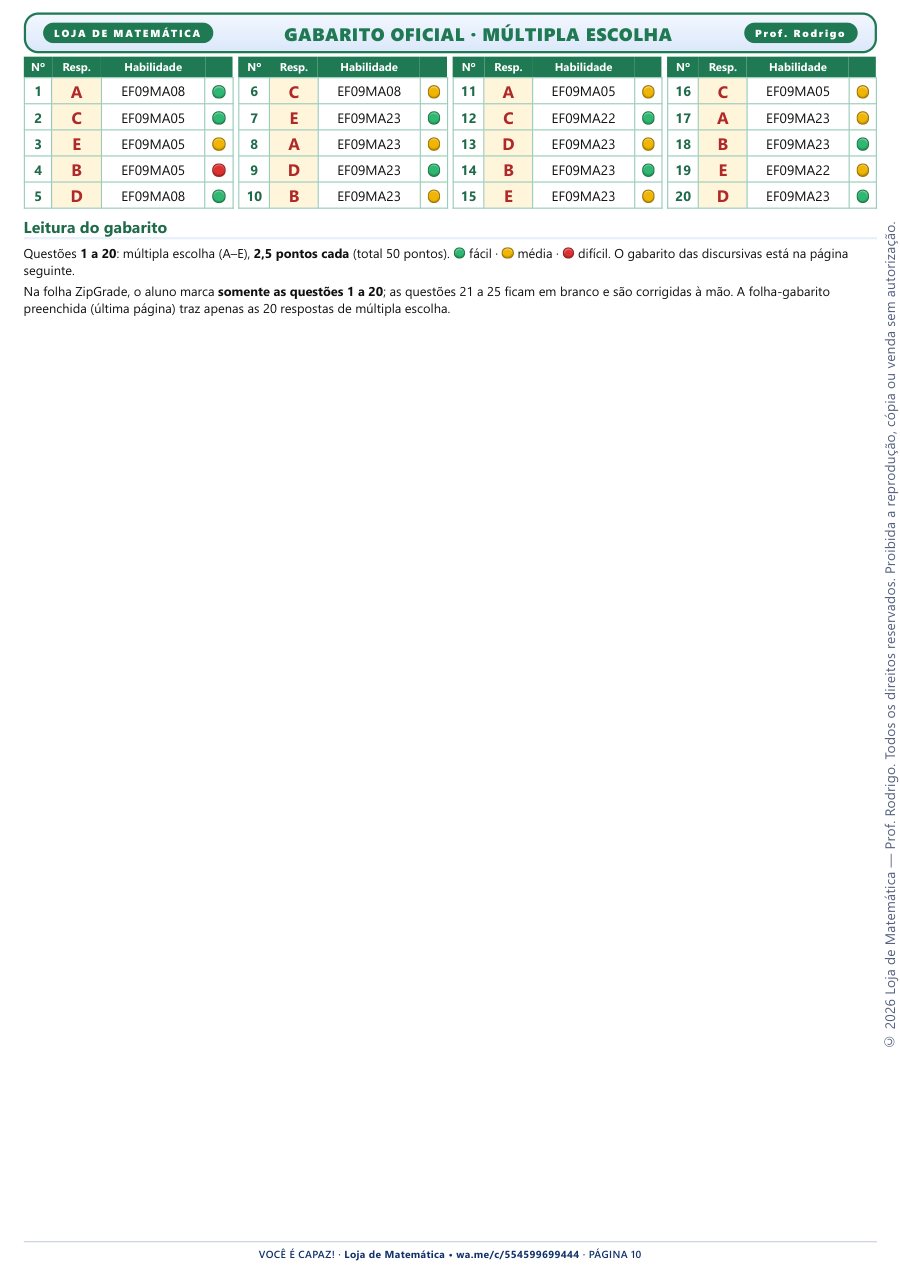 LOJA DE MATEMÁTICA
GABARITO OFICIAL · MÚLTIPLA ESCOLHA
Prof. Rodrigo
Nº Resp. Habilidade Nº Resp. Habilidade Nº Resp. Habilidade Nº Resp. Habilidade
1 A EF09MA08 6 C EF09MA08 11 A EF09MA05 16 C EF09MA05
2 C EF09MA05 7 E EF09MA23 12 C EF09MA22 17 A EF09MA23
3 E EF09MA05 8 A EF09MA23 13 D EF09MA23 18 B EF09MA23
4 B EF09MA05 9 D EF09MA23 14 B EF09MA23 19 E EF09MA22
5 D EF09MA08 10 B EF09MA23 15 E EF09MA23 20 D EF09MA23
Leitura do gabarito
Questões 1 a 20: múltipla escolha (A–E), 2,5 pontos cada (total 50 pontos). fácil · média · difícil. O gabarito das discursivas está na página
seguinte.
Na folha ZipGrade, o aluno marca somente as questões 1 a 20; as questões 21 a 25 ficam em branco e são corrigidas à mão. A folha-gabarito
preenchida (última página) traz apenas as 20 respostas de múltipla escolha.
© 2026 Loja de Matemática — Prof. Rodrigo. Todos os direitos reservados. Proibida a reprodução, cópia ou venda sem autorização.
VOCÊ É CAPAZ! · Loja de Matemática • wa.me/c/554599699444 · PÁGINA 10